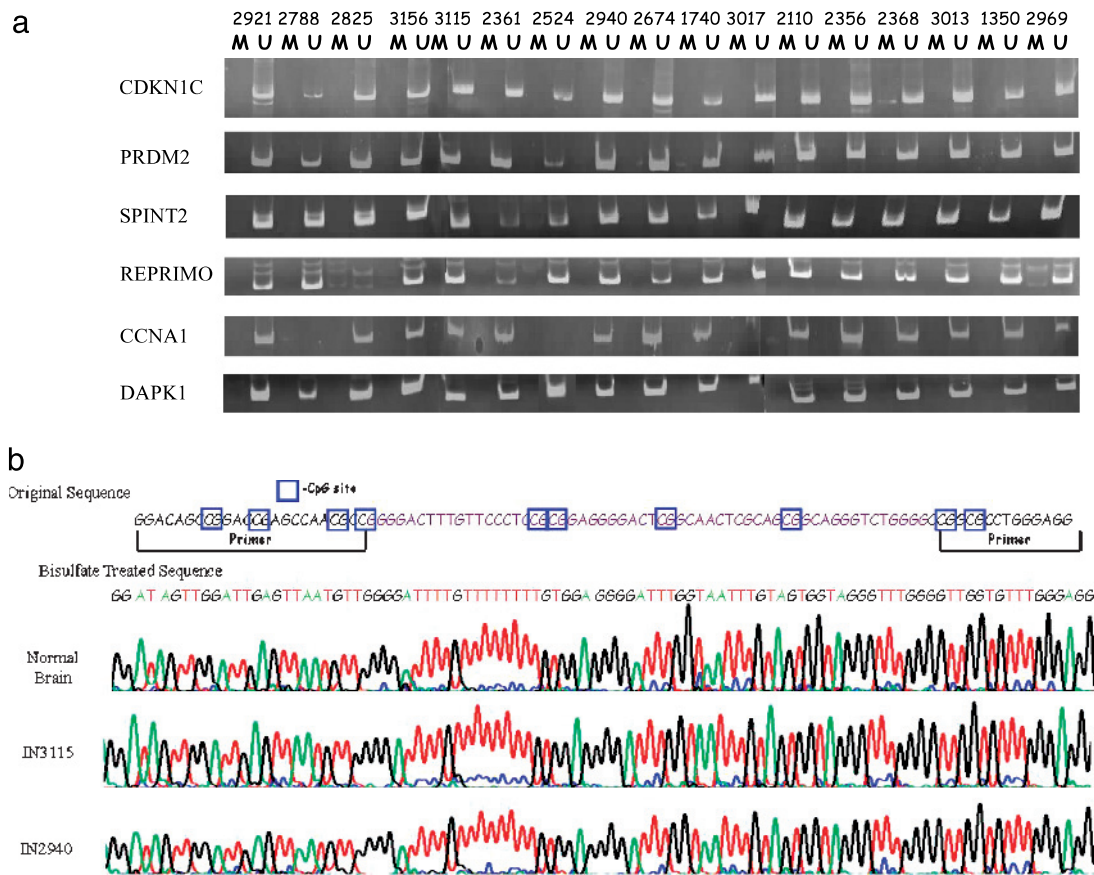 a
2921 2788 2825 3156 3115 2361 2524 2940 2674 1740 3017 2110 2356 2368 3013 1350 2969
M U M U M U M U M U M U M U M U M U M U M U M U M U M U M U M U M U
CDKN1C
PRDM2
SPINT2
REPRIMO
CCNA1
DAPK1
b
-CpG site
Original Sequence
GGACAGCCGGACCGAGCCAACGCCGGGGACTTTGTTCCCTCCGCGGAGGGGACTCGGCAACTCGCAGCGGCAGGGTCTGGGGCCGGCGCCTGGGAGG
Primer Primer
Bisulfate Treated Sequence
GGATAGTTGGATTGAGTTAATGTTGGGGATTTTGTTTTTTTTGTGGAGGGGATTTGGTAATTTGTAGTGGTAGGGTTTGGGGTTGGTGTTTGGGAGG
Normal
Brain
IN3115
IN2940